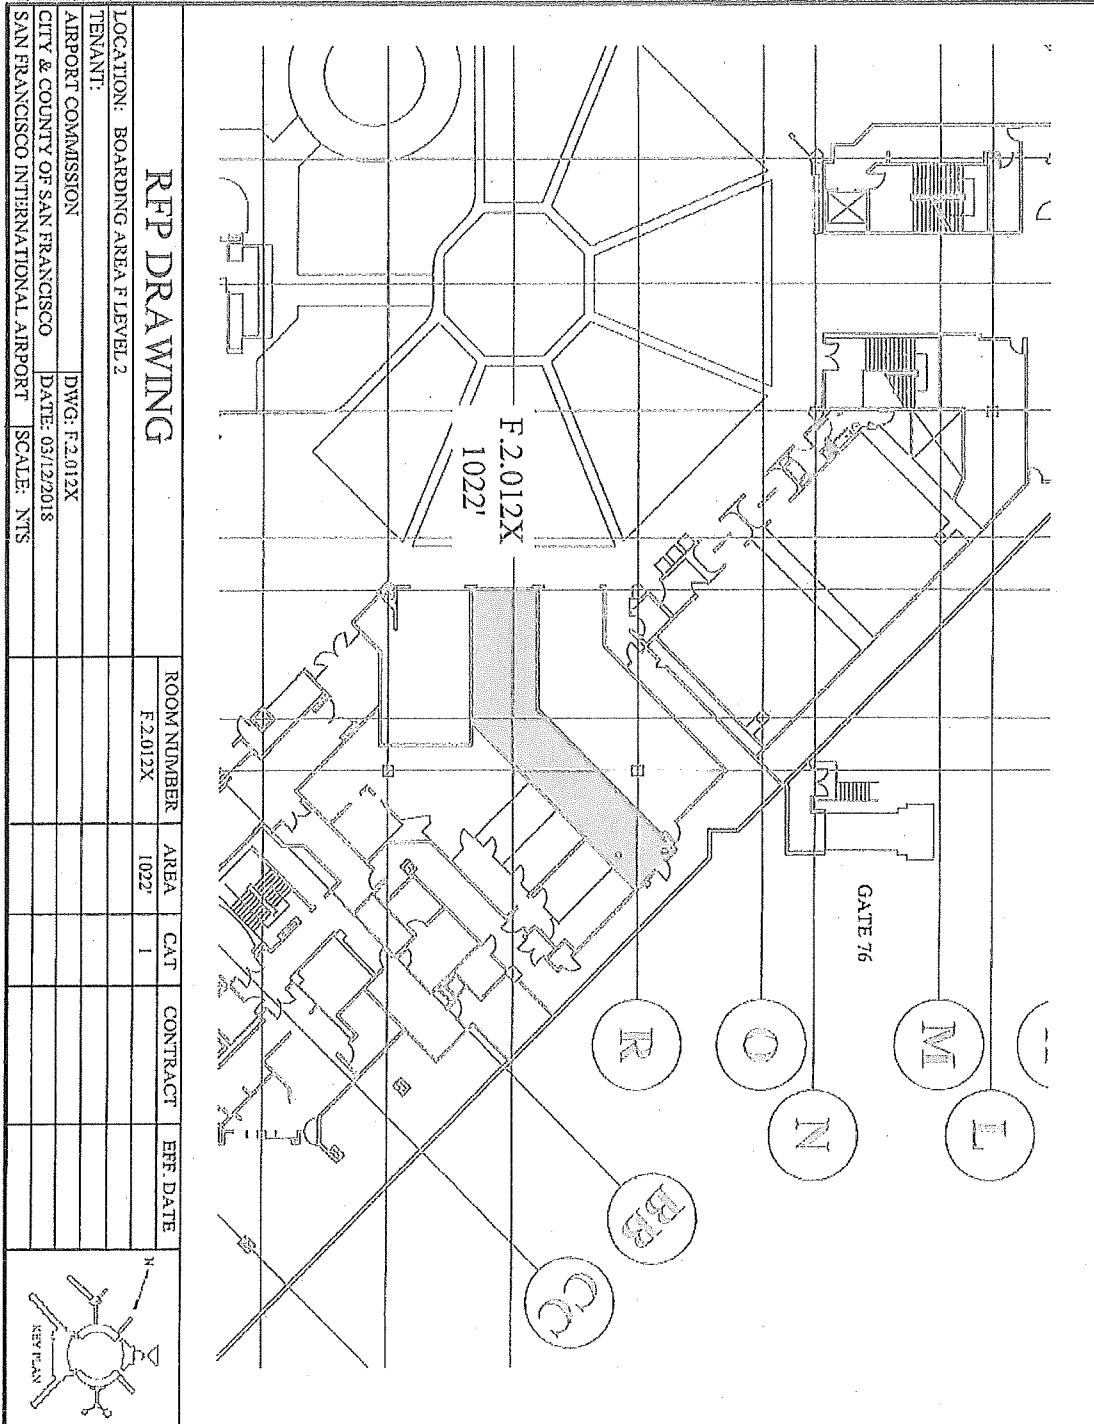 F.2.012X
1022'
GATE 76
R
O
N
M
L
BB
CC
RFP DRAWING
LOCATION: BOARDING AREA F LEVEL 2
TENANT:
AIRPORT COMMISSION DWG: F.2.012X
CITY & COUNTY OF SAN FRANCISCO DATE: 03/12/2018
SAN FRANCISCO INTERNATIONAL AIRPORT SCALE: NTS
ROOM NUMBER AREA CAT CONTRACT EFF. DATE
F.2.012X 1022' 1
N
KEY PLAN